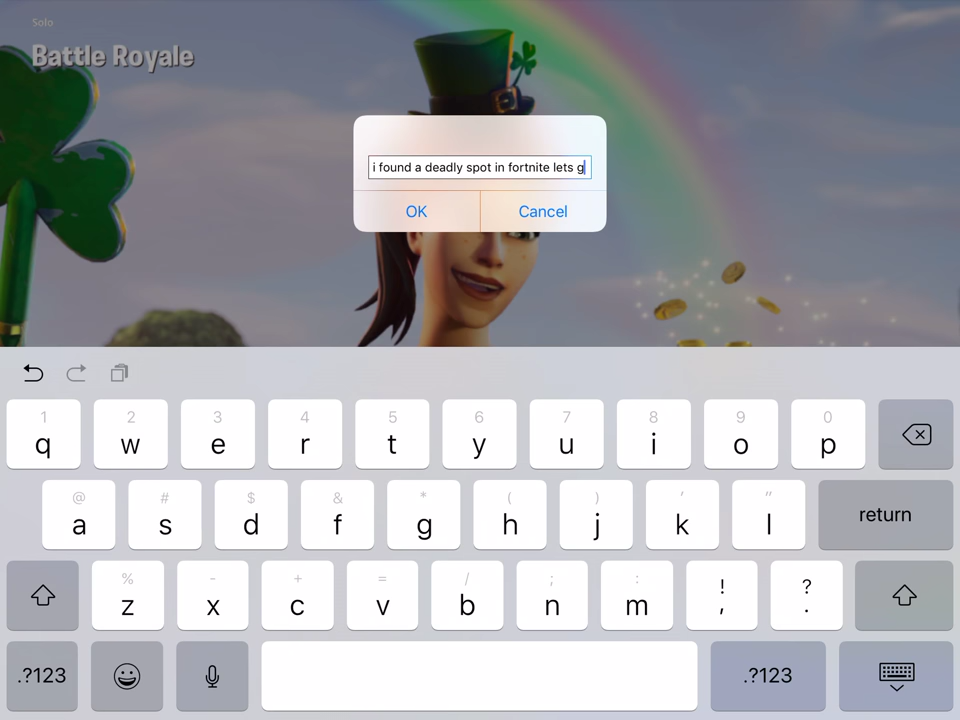 Solo
Battle Royale
i found a deadly spot in fortnite lets g
OK Cancel
1 2 3 4 5 6 7 8 9 0
q w e r t y u i o p
@ # $ & * ( ) ' "
a s d f g h j k l return
% - + = / ; : ! ?
z x c v b n m , .
.?123 .?123